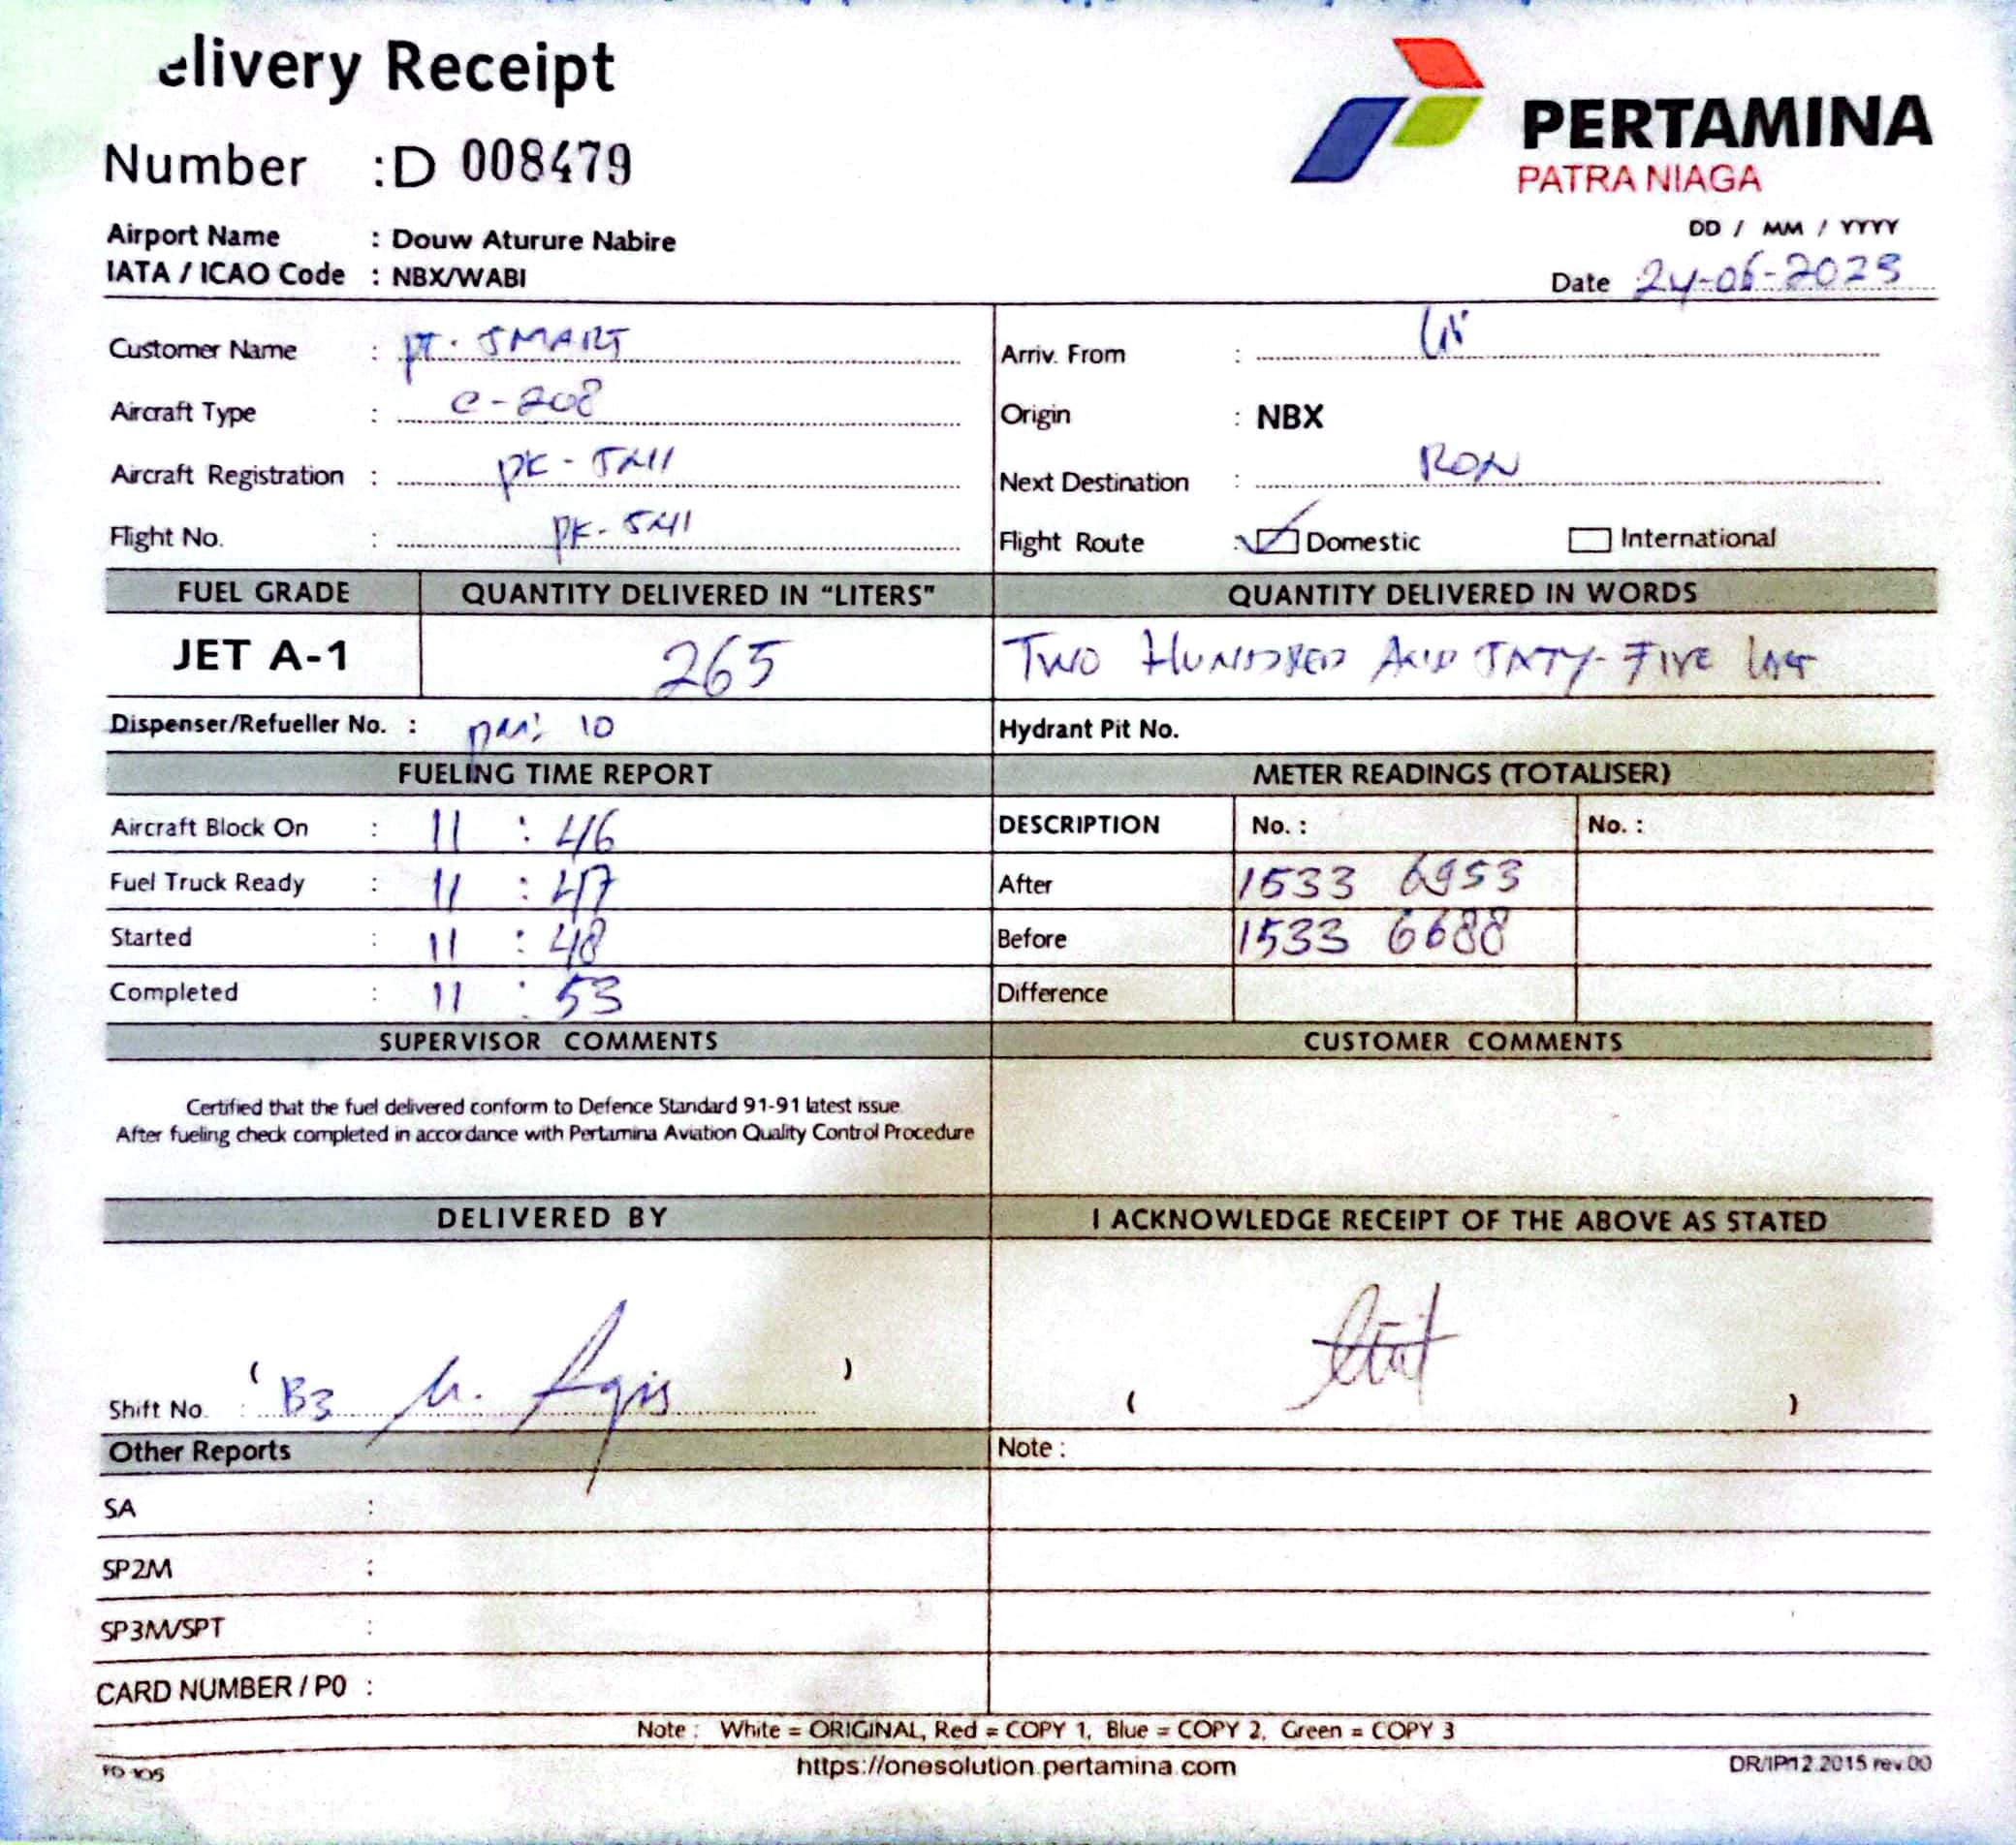 elivery Receipt
Number : D 008479
PERTAMINA
PATRA NIAGA
Airport Name : Douw Aturure Nabire
IATA / ICAO Code : NBX/WABI
DD / MM / YYYY
Date 24-06-2023
Customer Name : PT. SMART
Arriv. From :
Aircraft Type : C-208
Origin : NBX
Aircraft Registration : PK-
Next Destination : RON
Flight No. : PK-
Flight Route : Domestic International
FUEL GRADE QUANTITY DELIVERED IN “LITERS” QUANTITY DELIVERED IN WORDS
JET A-1 265 TWO HUNDRED AND SIXTY-FIVE
Dispenser/Refueller No. : 10
Hydrant Pit No.
FUELING TIME REPORT METER READINGS (TOTALISER)
Aircraft Block On : 11 : 46
DESCRIPTION No. : No. :
Fuel Truck Ready : 11 : 47
After 1533 6953
Started : 11 : 48
Before 1533 6688
Completed : 11 : 53
Difference
SUPERVISOR COMMENTS CUSTOMER COMMENTS
Certified that the fuel delivered conform to Defence Standard 91-91 latest issue
After fueling check completed in accordance with Pertamina Aviation Quality Control Procedure
DELIVERED BY I ACKNOWLEDGE RECEIPT OF THE ABOVE AS STATED
( )
Shift No. : B3 Agis
( )
Other Reports Note :
SA :
SP2M :
SP3M/SPT :
CARD NUMBER / PO :
Note : White = ORIGINAL, Red = COPY 1, Blue = COPY 2, Green = COPY 3
FD 105 https://onesolution.pertamina.com DR/IP12.2015 rev.00